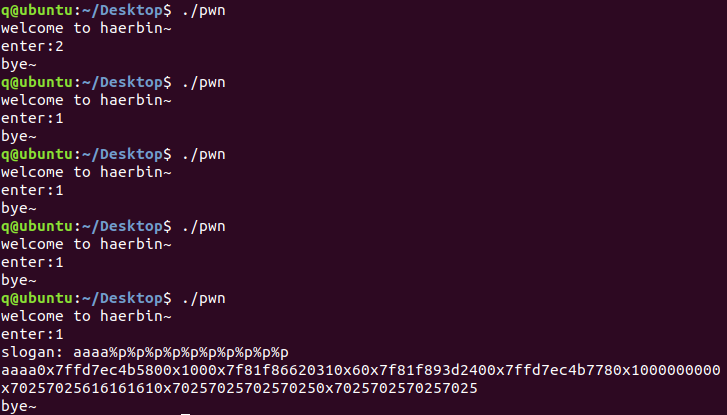 q@ubuntu:~/Desktop$ ./pwn
welcome to haerbin~
enter:2
bye~
q@ubuntu:~/Desktop$ ./pwn
welcome to haerbin~
enter:1
bye~
q@ubuntu:~/Desktop$ ./pwn
welcome to haerbin~
enter:1
bye~
q@ubuntu:~/Desktop$ ./pwn
welcome to haerbin~
enter:1
bye~
q@ubuntu:~/Desktop$ ./pwn
welcome to haerbin~
enter:1
slogan: aaaa%p%p%p%p%p%p%p%p%p%p
aaaa0x7ffd7ec4b5800x1000x7f81f86620310x60x7f81f893d2400x7ffd7ec4b7780x1000000000
x70257025616161610x70257025702570250x7025702570257025
bye~